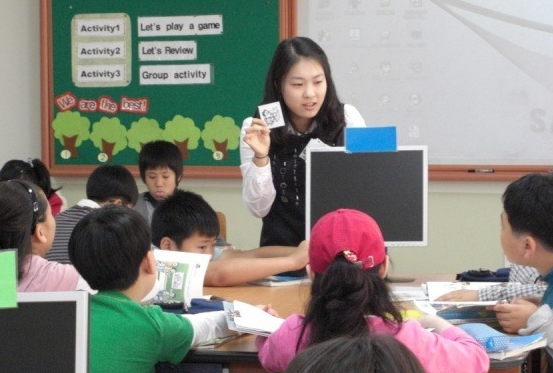 Activity1
Let's play a game
Activity2
Let's Review
Activity3
Group activity
We are the best!